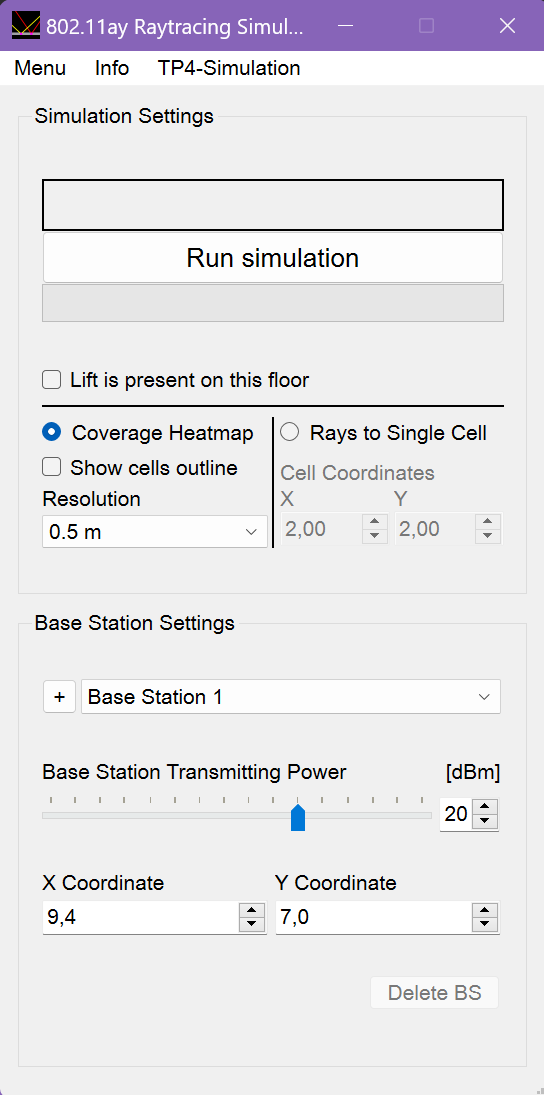 802.11ay Raytracing Simul...
Menu Info TP4-Simulation
Simulation Settings
Run simulation
Lift is present on this floor
Coverage Heatmap
Show cells outline
Resolution
0.5 m
Rays to Single Cell
Cell Coordinates
X Y
2,00 2,00
Base Station Settings
+ Base Station 1
Base Station Transmitting Power [dBm]
20
X Coordinate Y Coordinate
9,4 7,0
Delete BS